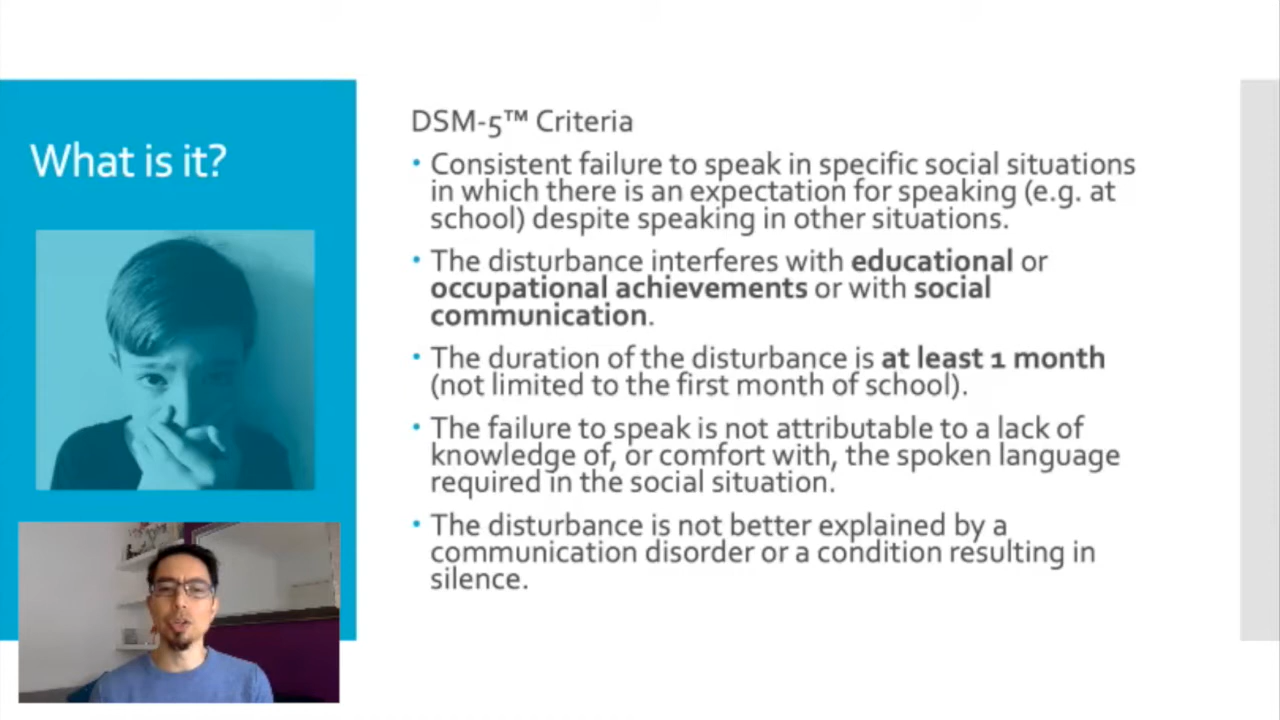 What is it?
DSM-5™ Criteria
• Consistent failure to speak in specific social situations
in which there is an expectation for speaking (e.g. at
school) despite speaking in other situations.
• The disturbance interferes with educational or
occupational achievements or with social
communication.
• The duration of the disturbance is at least 1 month
(not limited to the first month of school).
• The failure to speak is not attributable to a lack of
knowledge of, or comfort with, the spoken language
required in the social situation.
• The disturbance is not better explained by a
communication disorder or a condition resulting in
silence.